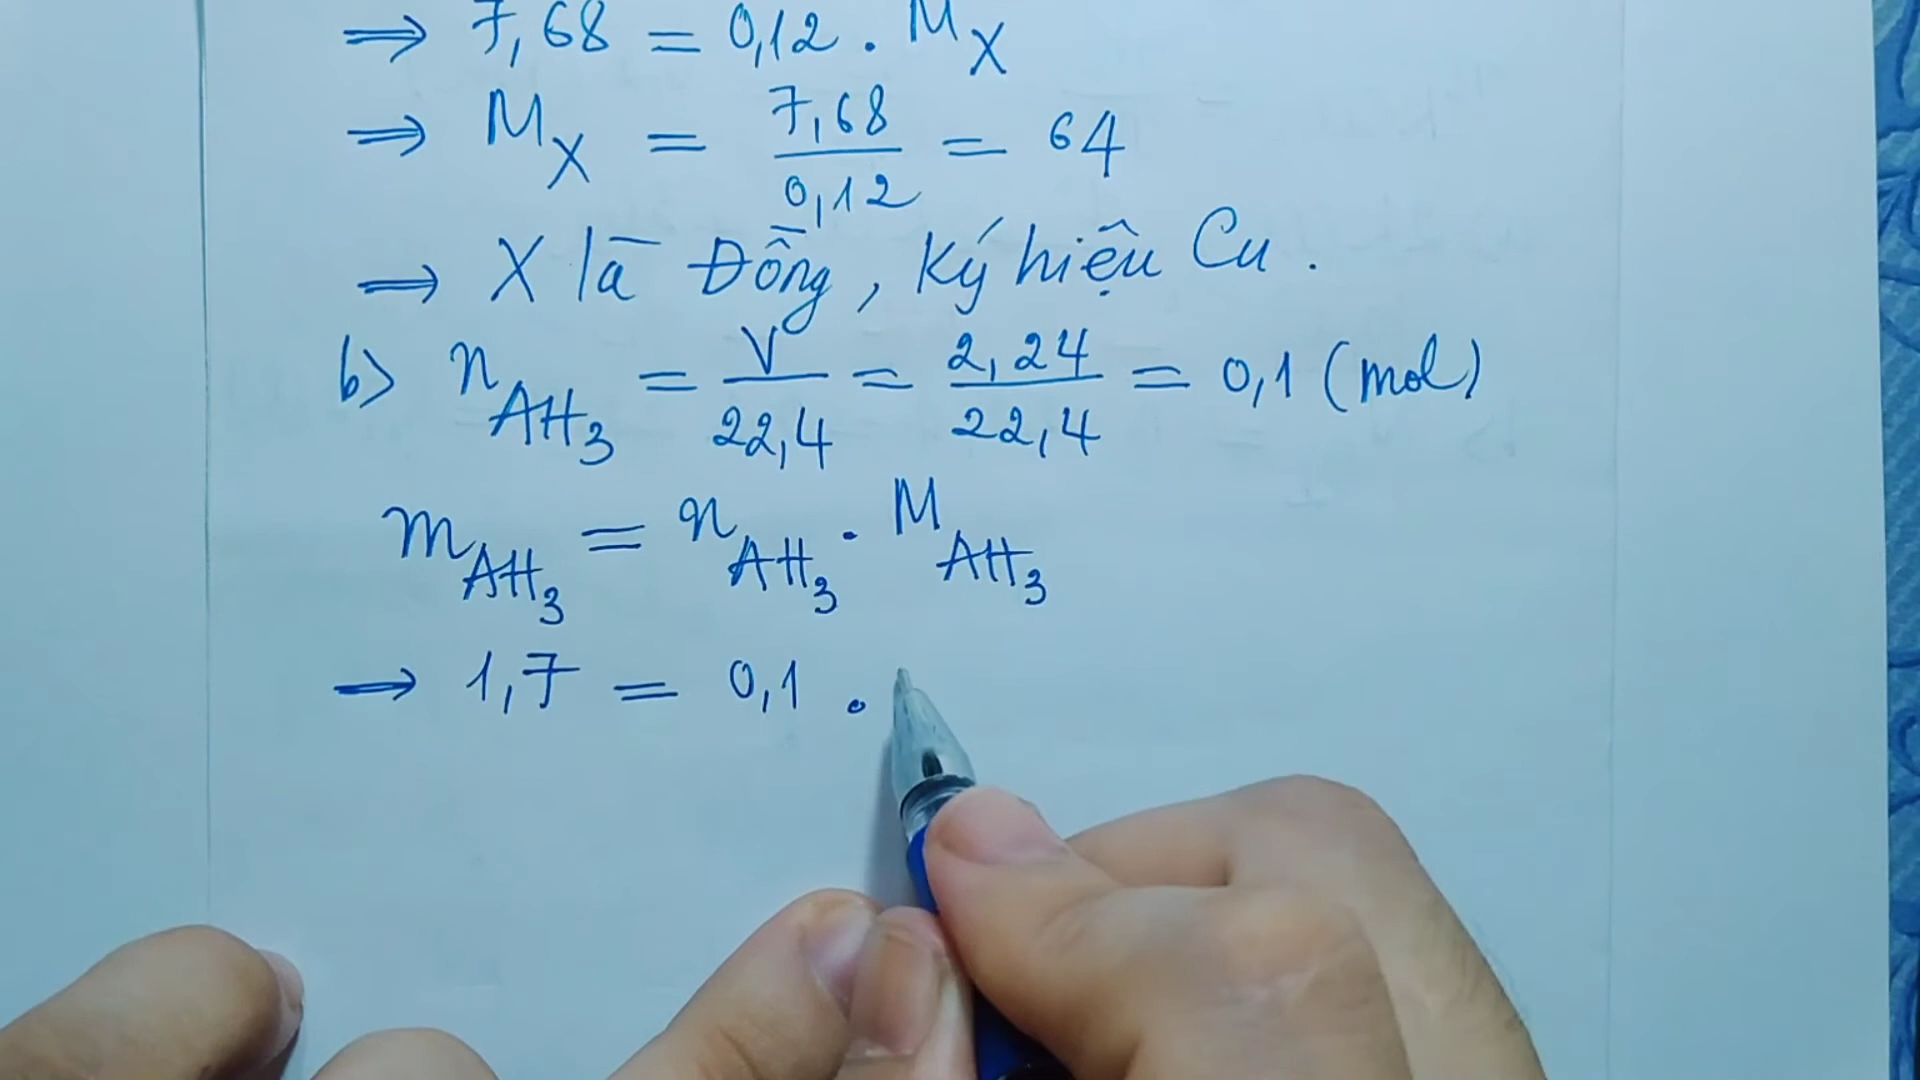 ⇒ 7,68 = 0,12 . M_X
⇒ M_X = 7,68 / 0,12 = 64
⇒ X là Đồng, Ký hiệu Cu.
b) n_AH₃ = V / 22,4 = 2,24 / 22,4 = 0,1 (mol)
m_AH₃ = n_AH₃ . M_AH₃
→ 1,7 = 0,1 .